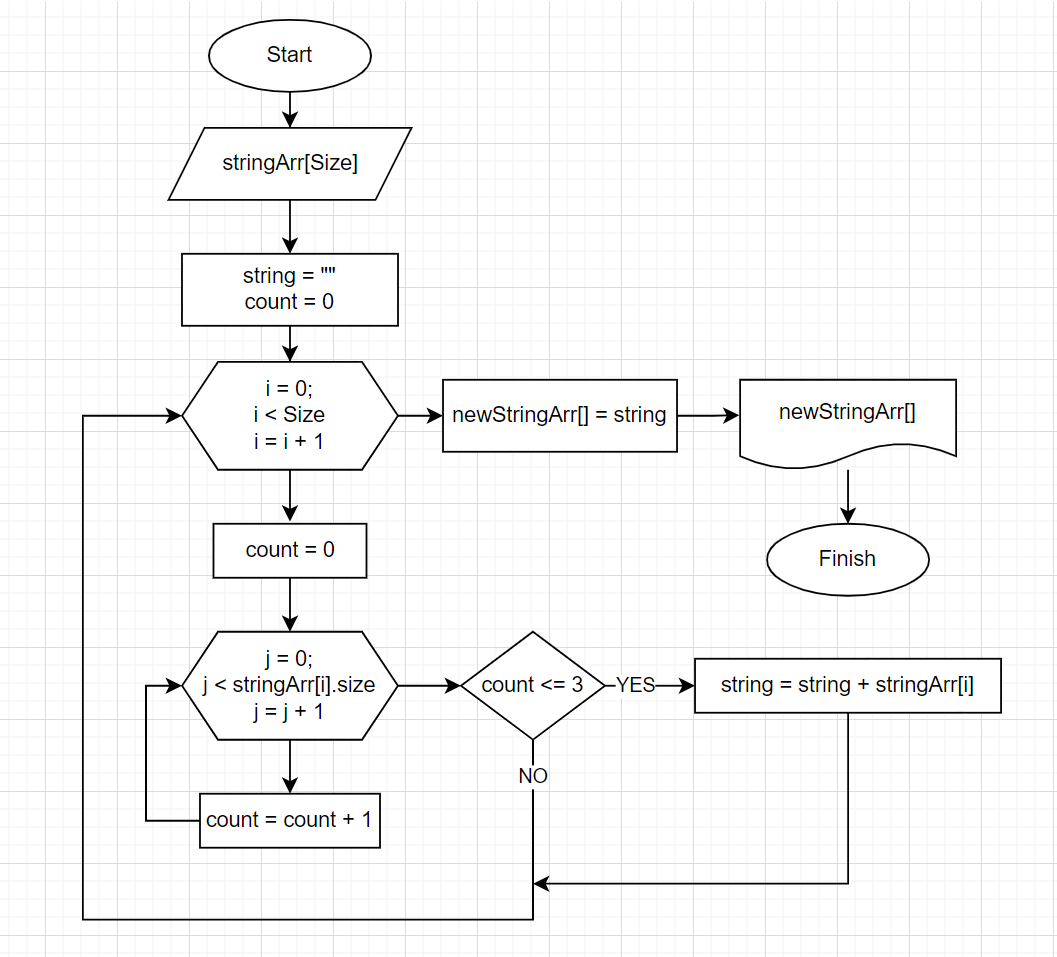 Start
stringArr[Size]
string = ""
count = 0
i = 0;
i < Size
i = i + 1
newStringArr[] = string
newStringArr[]
Finish
count = 0
j = 0;
j < stringArr[i].size
j = j + 1
count <= 3
YES
string = string + stringArr[i]
NO
count = count + 1